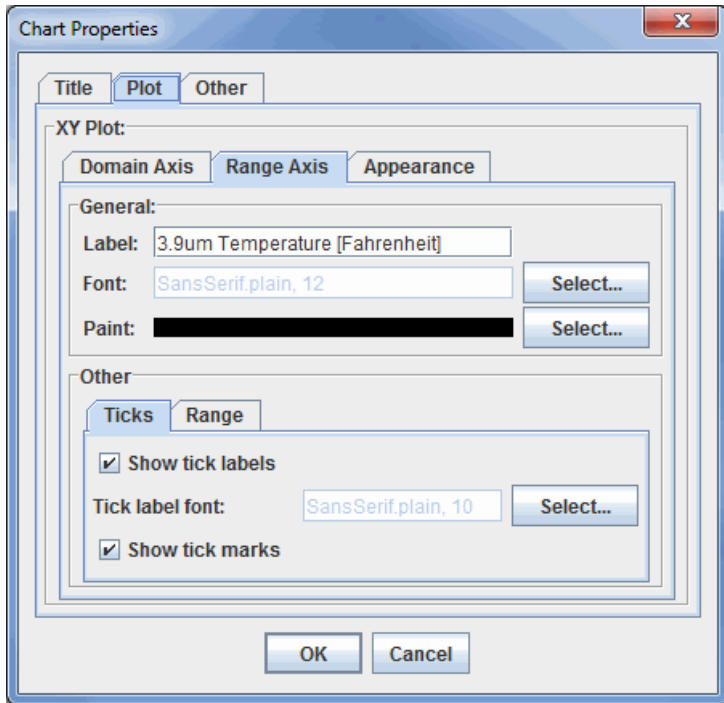 Chart Properties
Title Plot Other
XY Plot:
Domain Axis Range Axis Appearance
General:
Label: 3.9um Temperature [Fahrenheit]
Font: SansSerif.plain, 12 Select...
Paint: Select...
Other
Ticks Range
Show tick labels
Tick label font: SansSerif.plain, 10 Select...
Show tick marks
OK Cancel